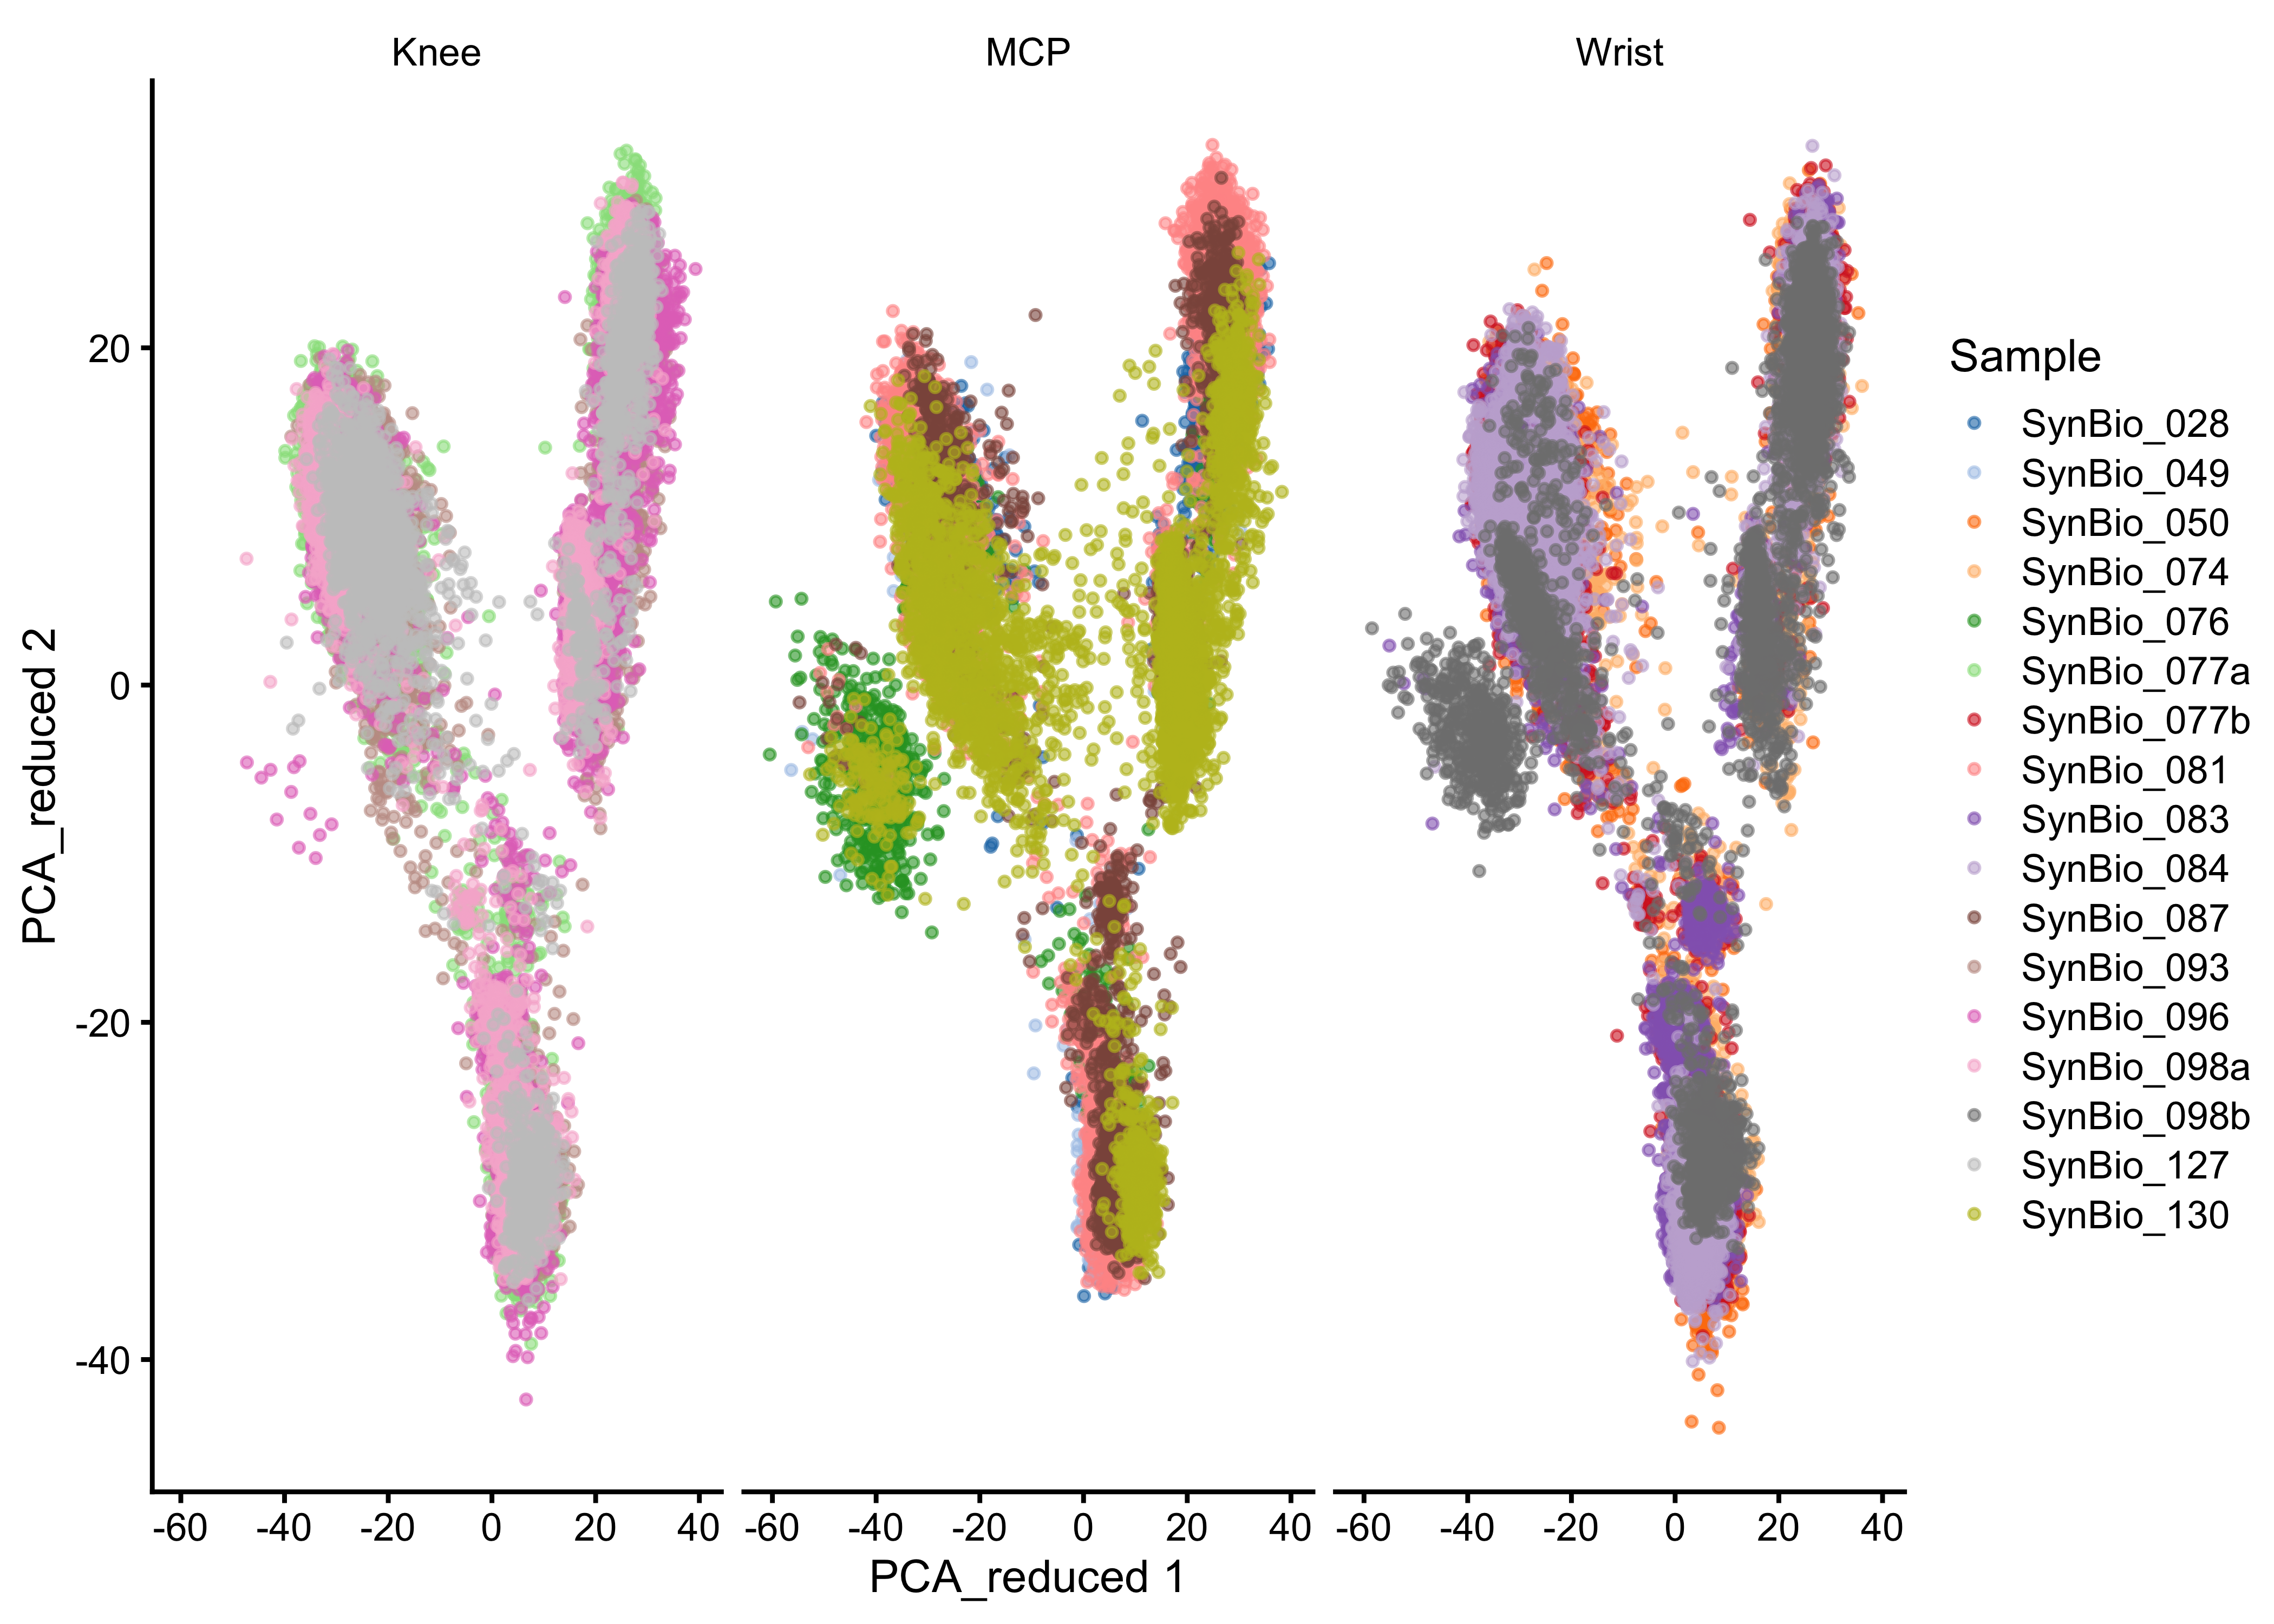 Knee MCP Wrist
20
0
-20
-40
PCA_reduced 2
-60 -40 -20 0 20 40 -60 -40 -20 0 20 40 -60 -40 -20 0 20 40
PCA_reduced 1
Sample
SynBio_028
SynBio_049
SynBio_050
SynBio_074
SynBio_076
SynBio_077a
SynBio_077b
SynBio_081
SynBio_083
SynBio_084
SynBio_087
SynBio_093
SynBio_096
SynBio_098a
SynBio_098b
SynBio_127
SynBio_130